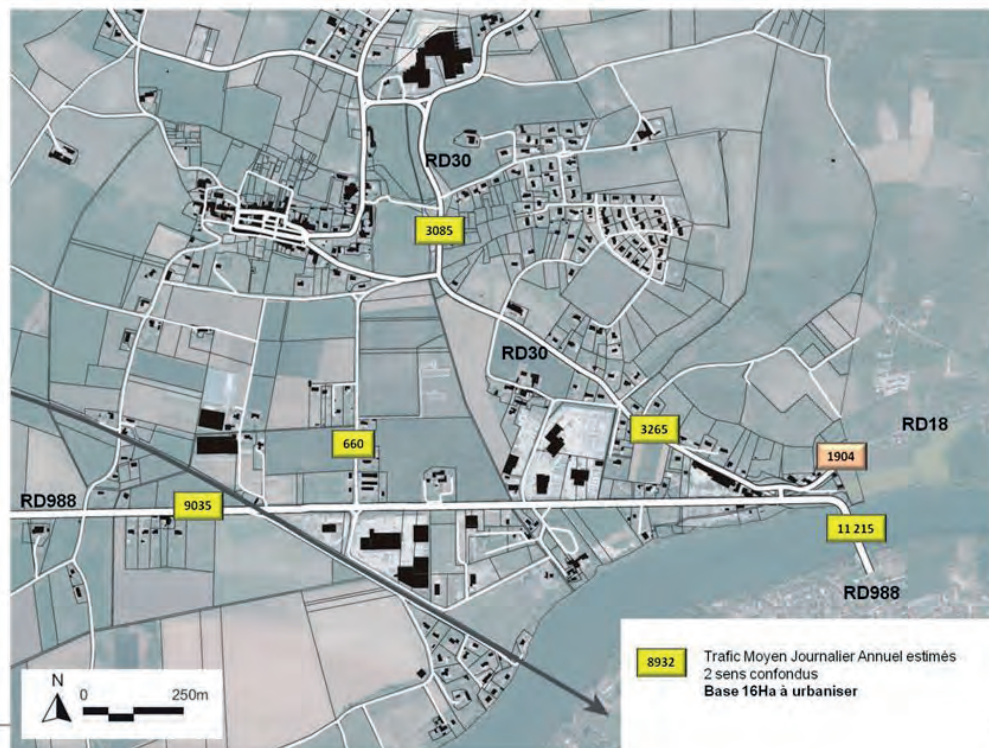 RD30
3085
RD30
3265
RD18
1904
660
RD988
9035
11 215
RD988
8932 Trafic Moyen Journalier Annuel estimés
2 sens confondus
Base 16Ha à urbaniser
N
0 250m